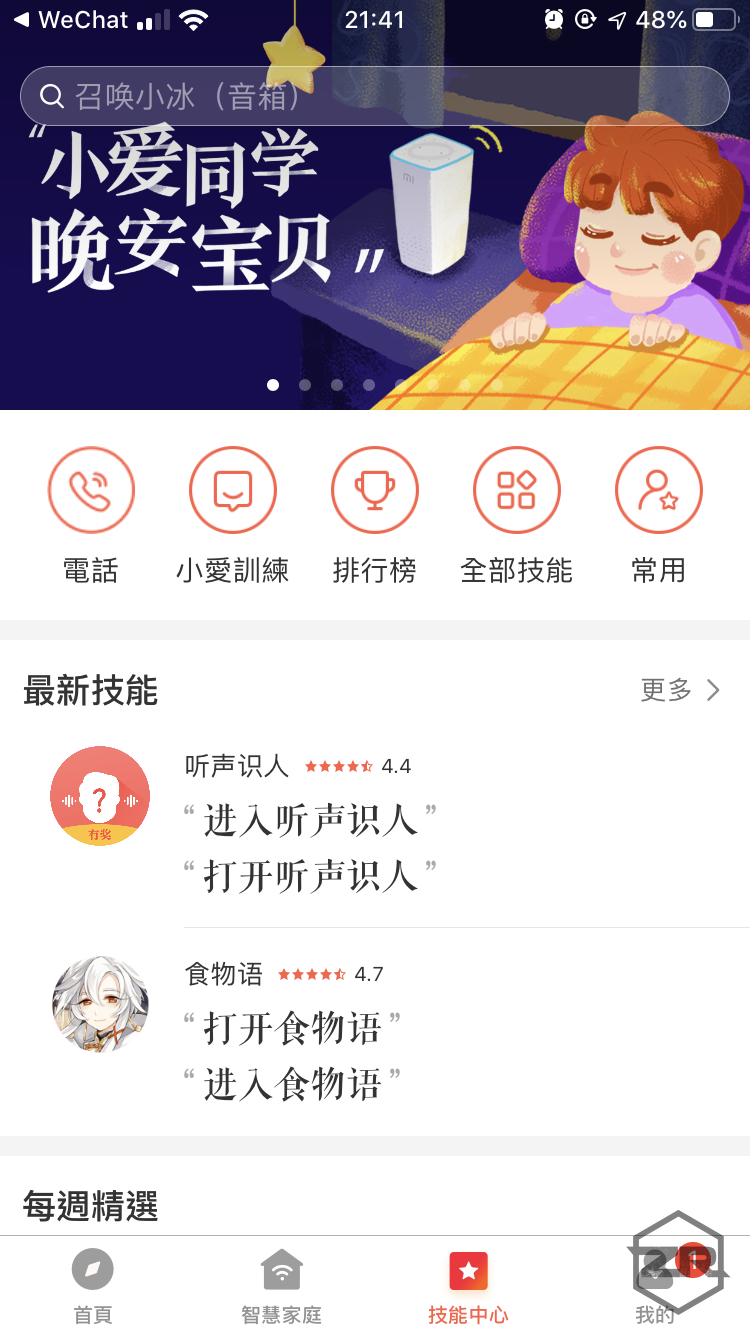 WeChat 21:41 48%
召唤小冰（音箱）
“小爱同学
晚安宝贝”
mi
電話 小愛訓練 排行榜 全部技能 常用
最新技能 更多
听声识人 4.4
?
有奖
“进入听声识人”
“打开听声识人”
食物语 4.7
“打开食物语”
“进入食物语”
每週精選
ZR
1
首頁 智慧家庭 技能中心 我的